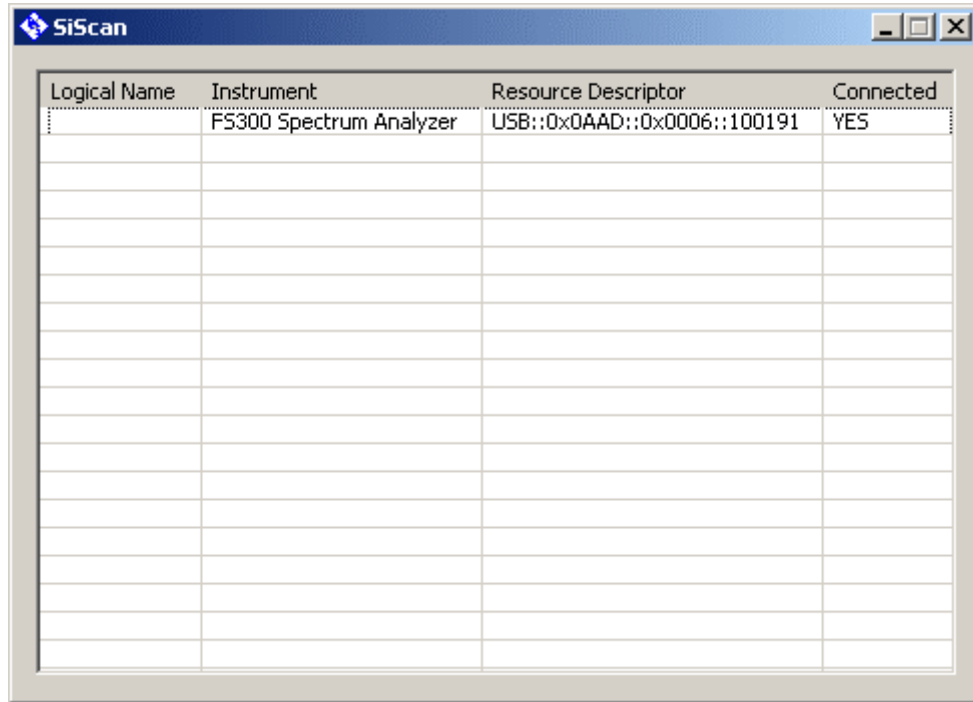 SiScan
Logical Name Instrument Resource Descriptor Connected
FS300 Spectrum Analyzer USB::0x0AAD::0x0006::100191 YES